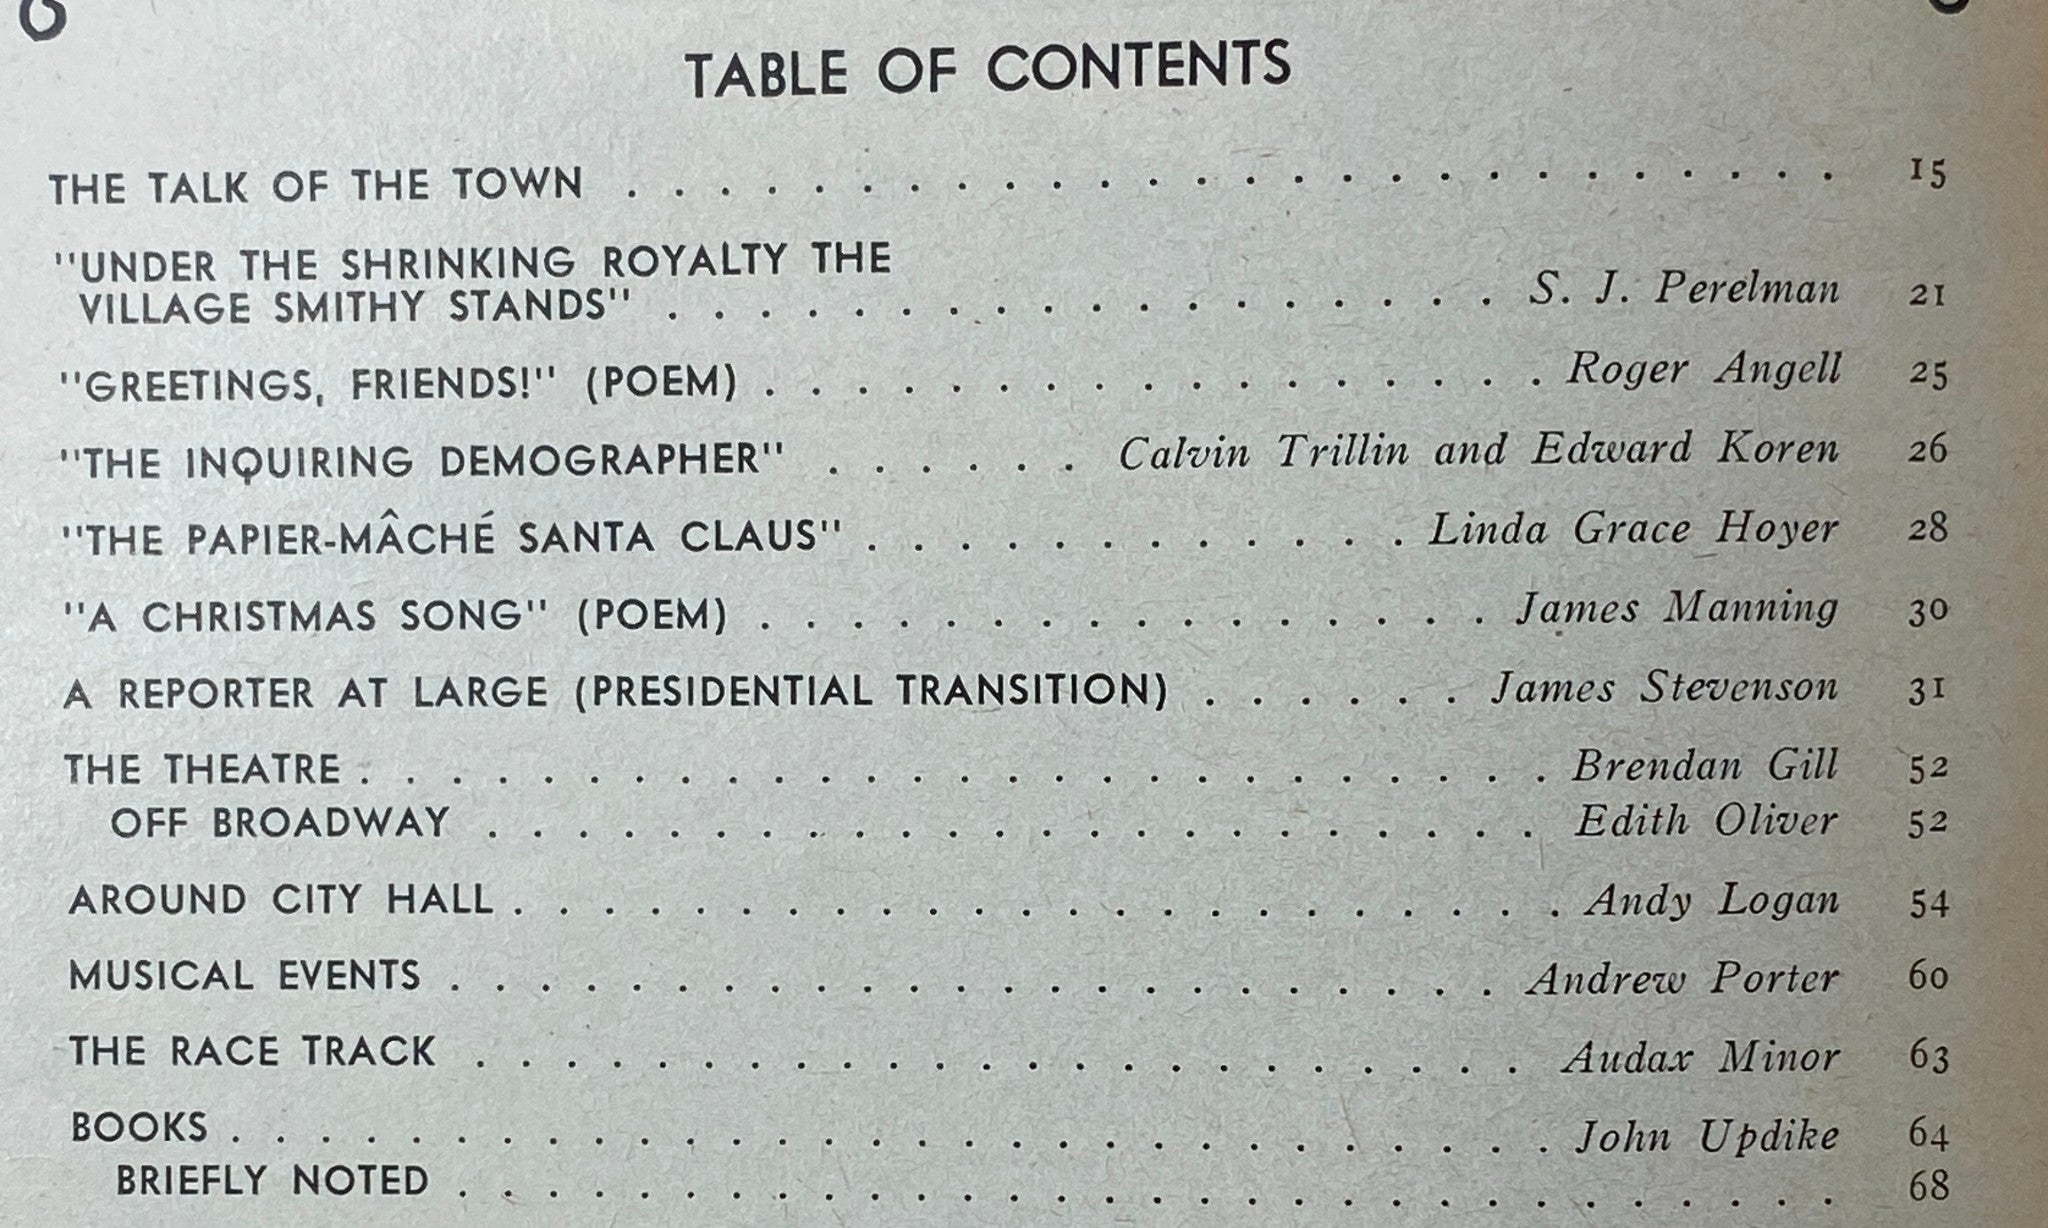 TABLE OF CONTENTS
THE TALK OF THE TOWN . . . . . . . . . . . . . . . . . . . . . . . . . . 15
"UNDER THE SHRINKING ROYALTY THE
VILLAGE SMITHY STANDS" . . . . . . . . . . . . . . . . . . S. J. Perelman 21
"GREETINGS, FRIENDS!" (POEM) . . . . . . . . . . . . . . . . . Roger Angell 25
"THE INQUIRING DEMOGRAPHER" . . . . . . Calvin Trillin and Edward Koren 26
"THE PAPIER-MÂCHÉ SANTA CLAUS" . . . . . . . . . . . . Linda Grace Hoyer 28
"A CHRISTMAS SONG" (POEM) . . . . . . . . . . . . . . . . James Manning 30
A REPORTER AT LARGE (PRESIDENTIAL TRANSITION) . . . . . . James Stevenson 31
THE THEATRE . . . . . . . . . . . . . . . . . . . . . . . . . . Brendan Gill 52
OFF BROADWAY . . . . . . . . . . . . . . . . . . . . . . . Edith Oliver 52
AROUND CITY HALL . . . . . . . . . . . . . . . . . . . . . . . Andy Logan 54
MUSICAL EVENTS . . . . . . . . . . . . . . . . . . . . . . . Andrew Porter 60
THE RACE TRACK . . . . . . . . . . . . . . . . . . . . . . . Audax Minor 63
BOOKS . . . . . . . . . . . . . . . . . . . . . . . . . . . . . John Updike 64
BRIEFLY NOTED . . . . . . . . . . . . . . . . . . . . . . . . . . . . . . 68